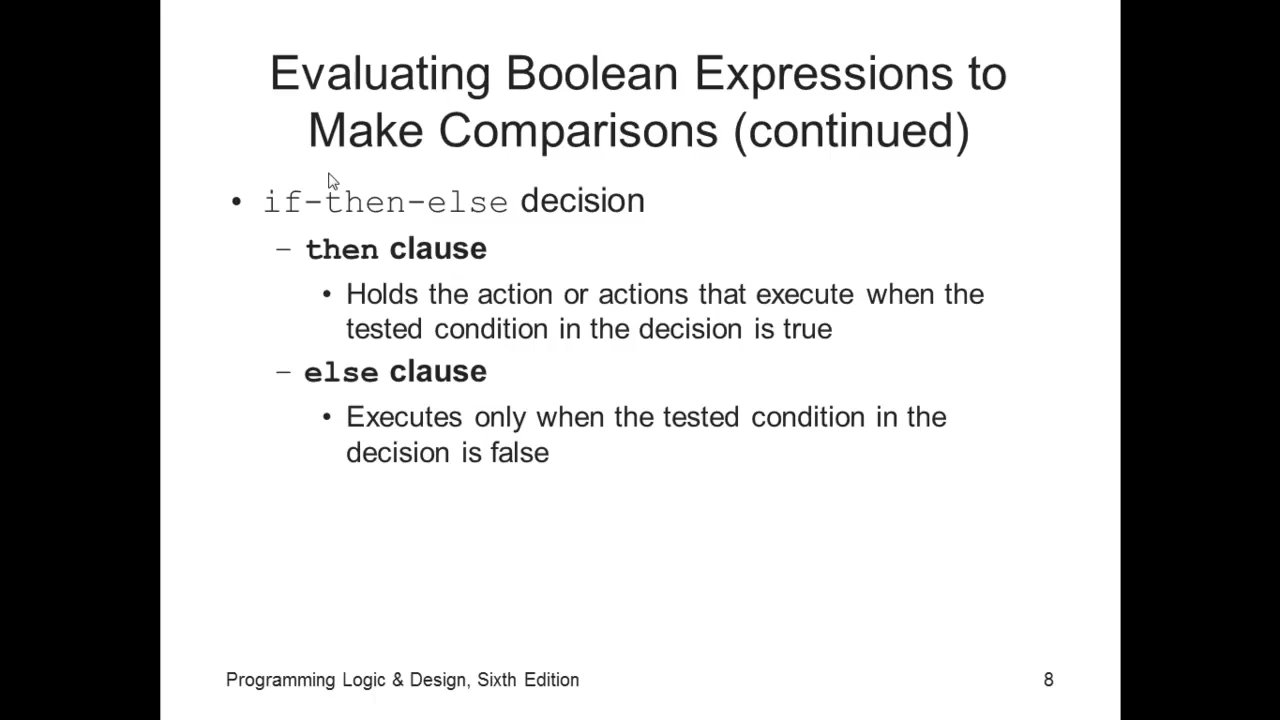 Evaluating Boolean Expressions to
Make Comparisons (continued)
• if-then-else decision
– then clause
• Holds the action or actions that execute when the
tested condition in the decision is true
– else clause
• Executes only when the tested condition in the
decision is false
Programming Logic & Design, Sixth Edition 8